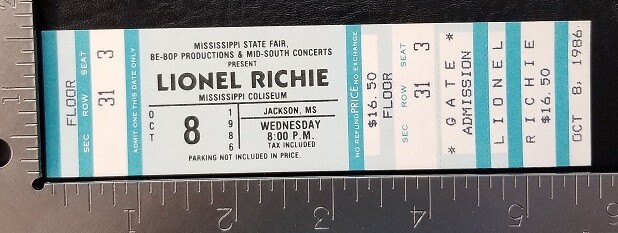 FLOOR
SEC ROW SEAT
31 3
ADMIT ONE THIS DATE ONLY
MISSISSIPPI STATE FAIR,
BE-BOP PRODUCTIONS & MID-SOUTH CONCERTS
PRESENT
LIONEL RICHIE
MISSISSIPPI COLISEUM
OCT
8
1986
JACKSON, MS
WEDNESDAY
8:00 P.M.
TAX INCLUDED
PARKING NOT INCLUDED IN PRICE.
NO REFUND PRICE NO EXCHANGE
$16.50
FLOOR
SEC ROW SEAT
31 3
* GATE *
ADMISSION
LIONEL
RICHIE
$16.50
OCT 8, 1986
1 2 3 4 5